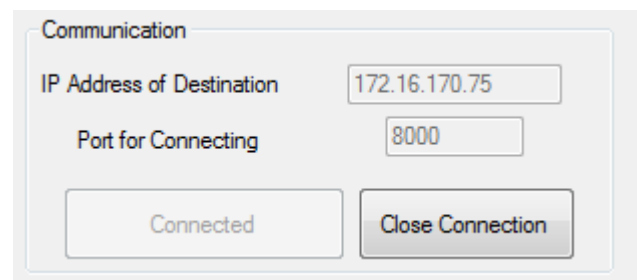 Communication
IP Address of Destination 172.16.170.75
Port for Connecting 8000
Connected Close Connection